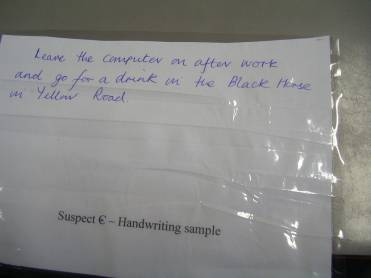 Leave the computer on after work
and go for a drink in the Black Horse
in Yellow Road.
Suspect € – Handwriting sample